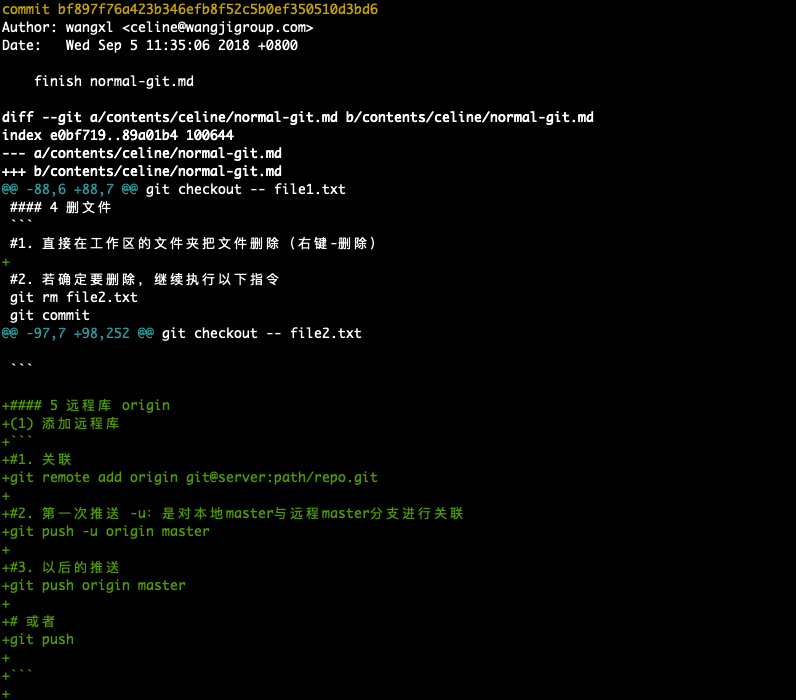 commit bf897f76a423b346efb8f52c5b0ef350510d3bd6
Author: wangxl <celine@wangjigroup.com>
Date:   Wed Sep 5 11:35:06 2018 +0800
    finish normal-git.md
diff --git a/contents/celine/normal-git.md b/contents/celine/normal-git.md
index e0bf719..89a01b4 100644
--- a/contents/celine/normal-git.md
+++ b/contents/celine/normal-git.md
@@ -88,6 +88,7 @@ git checkout -- file1.txt
 #### 4 删文件
 ```
 #1. 直接在工作区的文件夹把文件删除（右键-删除）
+
 #2. 若确定要删除, 继续执行以下指令
 git rm file2.txt
 git commit
@@ -97,7 +98,252 @@ git checkout -- file2.txt
 ```
+#### 5 远程库 origin
+(1) 添加远程库
+```
+#1. 关联
+git remote add origin git@server:path/repo.git
+
+#2. 第一次推送 -u: 是对本地master与远程master分支进行关联
+git push -u origin master
+
+#3. 以后的推送
+git push origin master
+
+# 或者
+git push
+
+```
+